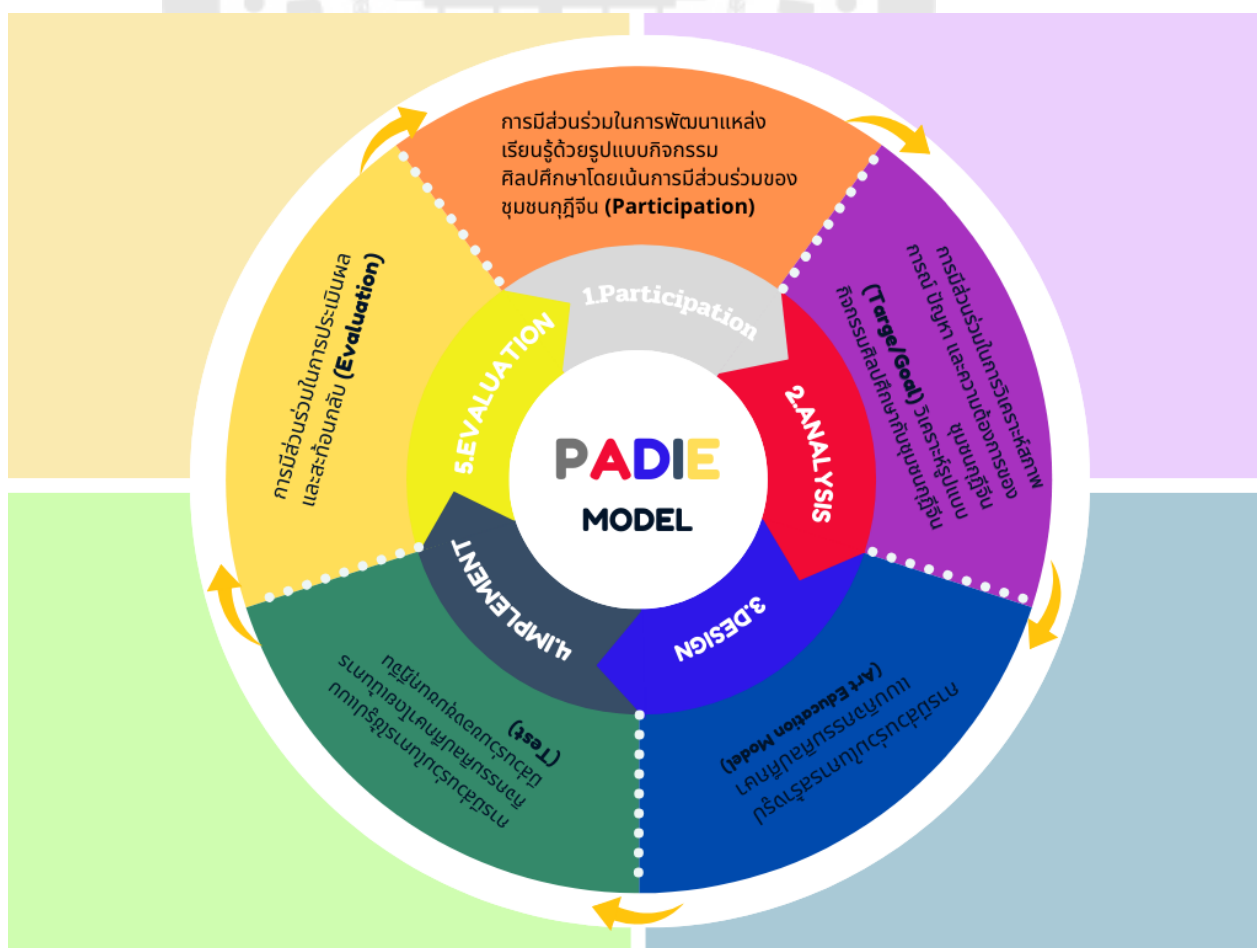 การมีส่วนร่วมในการพัฒนาแหล่ง
เรียนรู้ด้วยรูปแบบกิจกรรม
ศิลปศึกษาโดยเน้นการมีส่วนร่วมของ
ชุมชนกุฎีจีน (Participation)
1.Participation
การมีส่วนร่วมในการวิเคราะห์สภาพ
การณ์ ปัญหา และความต้องการของ
ชุมชนกุฎีจีน
(Targe/Goal) วิเคราะห์รูปแบบ
กิจกรรมศิลปศึกษากับชุมชนกุฎีจีน
2.ANALYSIS
การมีส่วนร่วมในการสร้างรูป
แบบกิจกรรมศิลปศึกษา
(Art Education Model)
3.DESIGN
การมีส่วนร่วมในการใช้รูปแบบ
กิจกรรมศิลปศึกษาโดยเน้นการ
มีส่วนร่วมของชุมชนกุฎีจีน
(Test)
4.IMPLEMENT
การมีส่วนร่วมในการประเมินผล
และสะท้อนกลับ (Evaluation)
5.EVALUATION
PADIE
MODEL